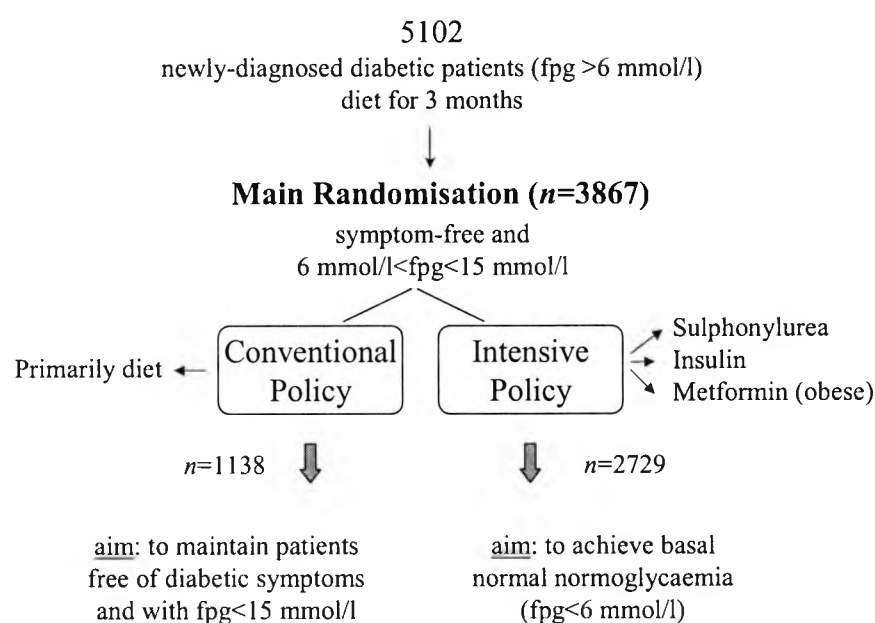 5102
newly-diagnosed diabetic patients (fpg >6 mmol/l)
diet for 3 months
Main Randomisation (n=3867)
symptom-free and
6 mmol/l<fpg<15 mmol/l
Primarily diet
Conventional
Policy
Intensive
Policy
Sulphonylurea
Insulin
Metformin (obese)
n=1138
n=2729
aim: to maintain patients
free of diabetic symptoms
and with fpg<15 mmol/l
aim: to achieve basal
normal normoglycaemia
(fpg<6 mmol/l)